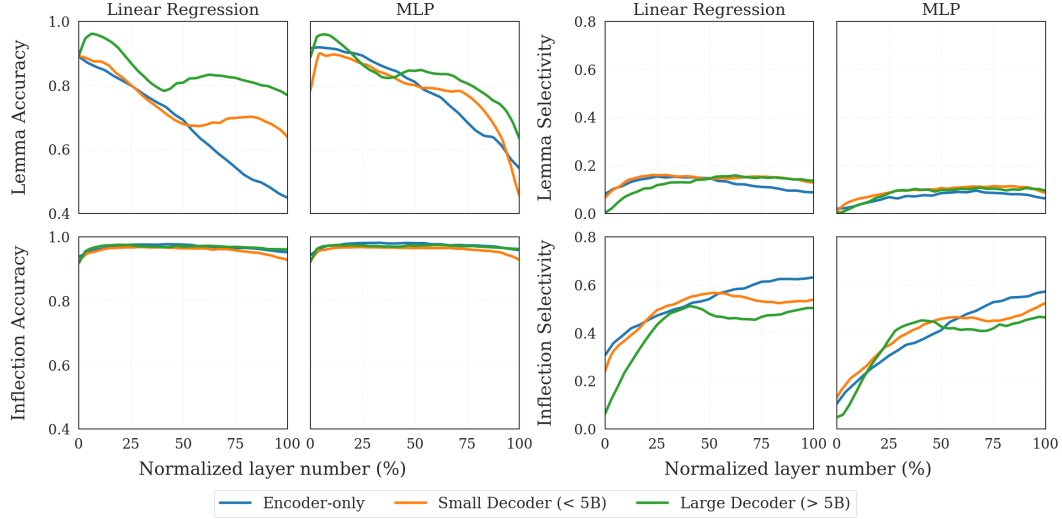 Linear Regression
MLP
Linear Regression
MLP
Lemma Accuracy
1.0
0.8
0.6
0.4
Lemma Selectivity
0.8
0.6
0.4
0.2
0.0
Inflection Accuracy
1.0
0.8
0.6
0.4
Inflection Selectivity
0.8
0.6
0.4
0.2
0.0
0 25 50 75 100
0 25 50 75 100
0 25 50 75 100
0 25 50 75 100
Normalized layer number (%)
Normalized layer number (%)
Encoder-only
Small Decoder (< 5B)
Large Decoder (> 5B)